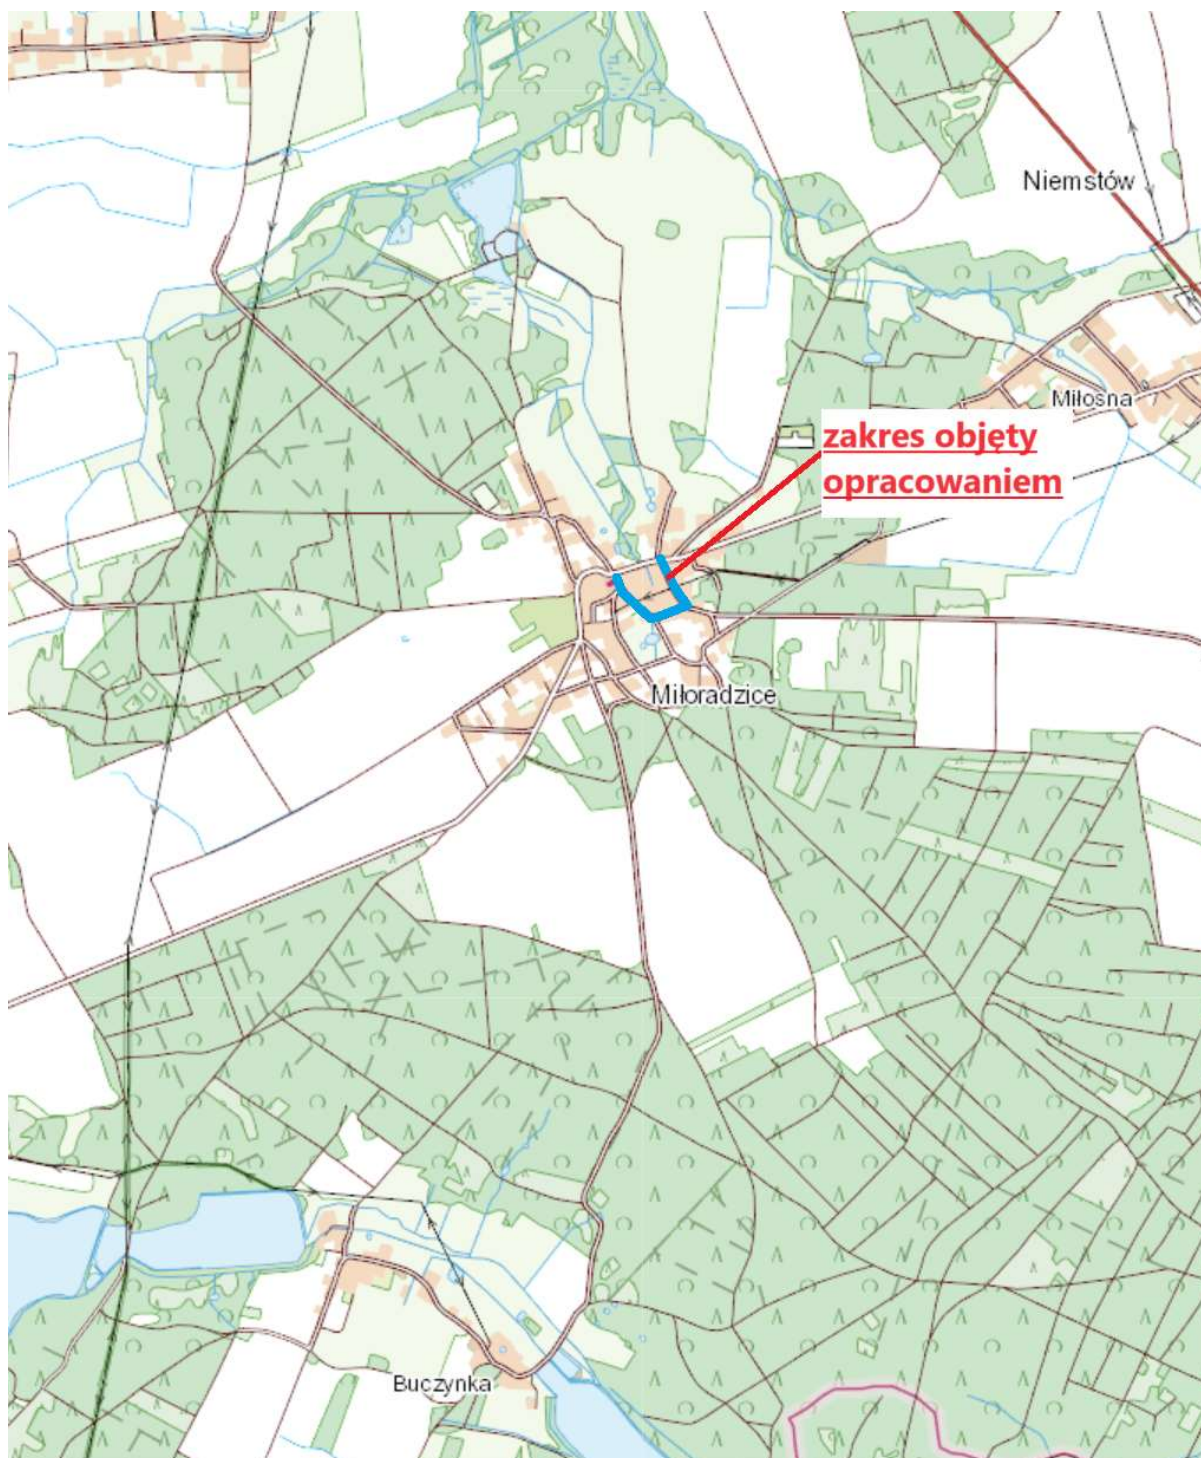 Niemstów
Miłosna
zakres objęty
opracowaniem
Miłoradzice
Buczynka